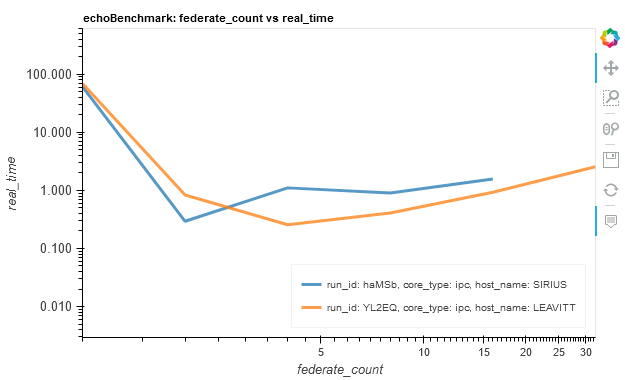 echoBenchmark: federate_count vs real_time
real_time
100.000
10.000
1.000
0.100
0.010
run_id: haMSb, core_type: ipc, host_name: SIRIUS
run_id: YL2EQ, core_type: ipc, host_name: LEAVITT
5
10
15
20
25
30
federate_count